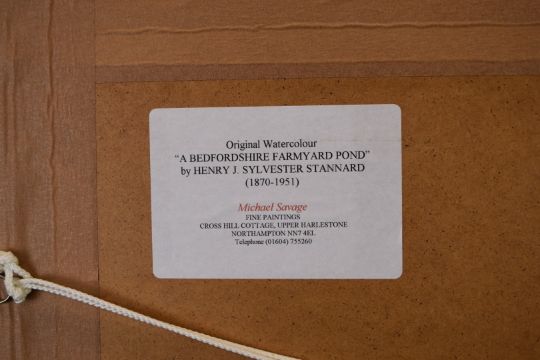 Original Watercolour
“A BEDFORDSHIRE FARMYARD POND”
by HENRY J. SYLVESTER STANNARD
(1870-1951)
Michael Savage
FINE PAINTINGS
CROSS HILL COTTAGE, UPPER HARLESTONE
NORTHAMPTON NN7 4EL
Telephone (01604) 755260